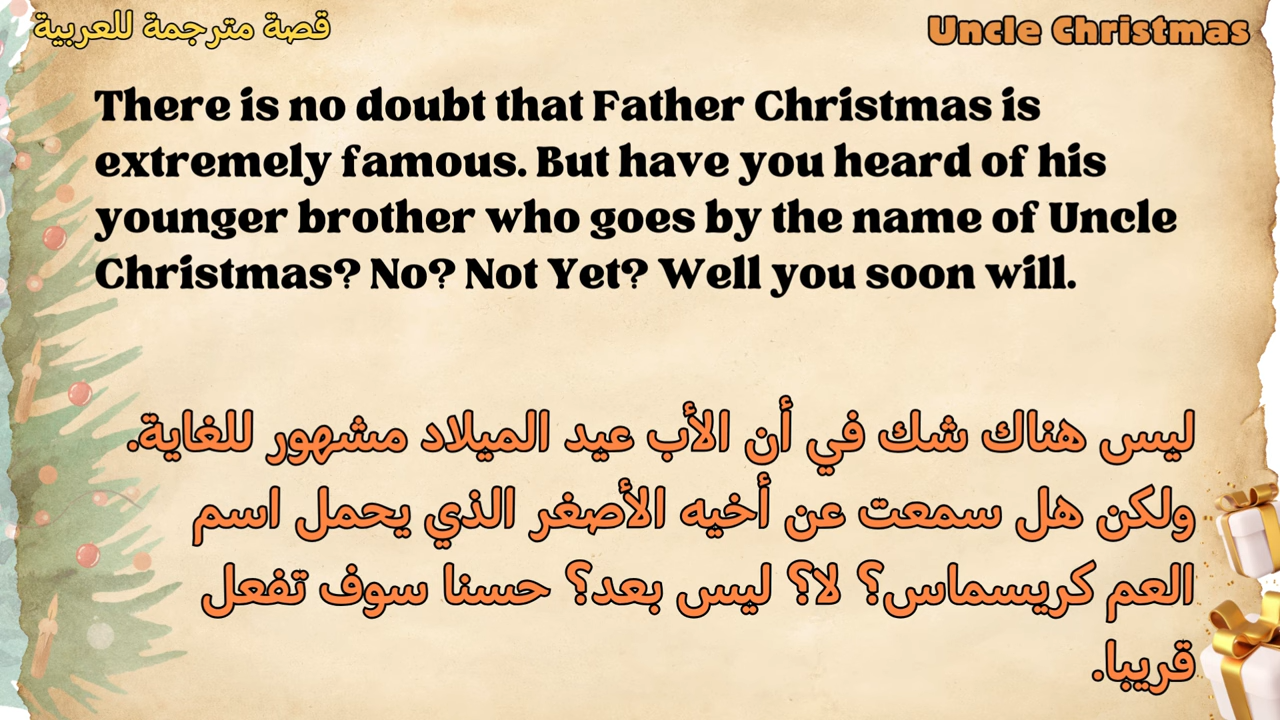 قصة مترجمة للعربية
Uncle Christmas
There is no doubt that Father Christmas is
extremely famous. But have you heard of his
younger brother who goes by the name of Uncle
Christmas? No? Not Yet? Well you soon will.
ليس هناك شك في أن الأب عيد الميلاد مشهور للغاية.
ولكن هل سمعت عن أخيه الأصغر الذي يحمل اسم
العم كريسماس؟ لا؟ ليس بعد؟ حسنا سوف تفعل
قريبا.